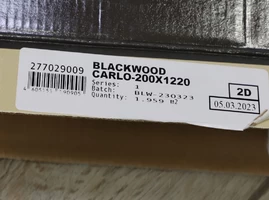 277029009
BLACKWOOD
CARLO-200X1220
Series: 1
Batch: BLW-230323
Quantity: 1.959 M2
2D
05.03.2023